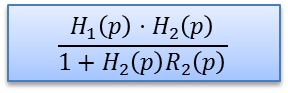 H₁(p) · H₂(p)
1 + H₂(p)R₂(p)